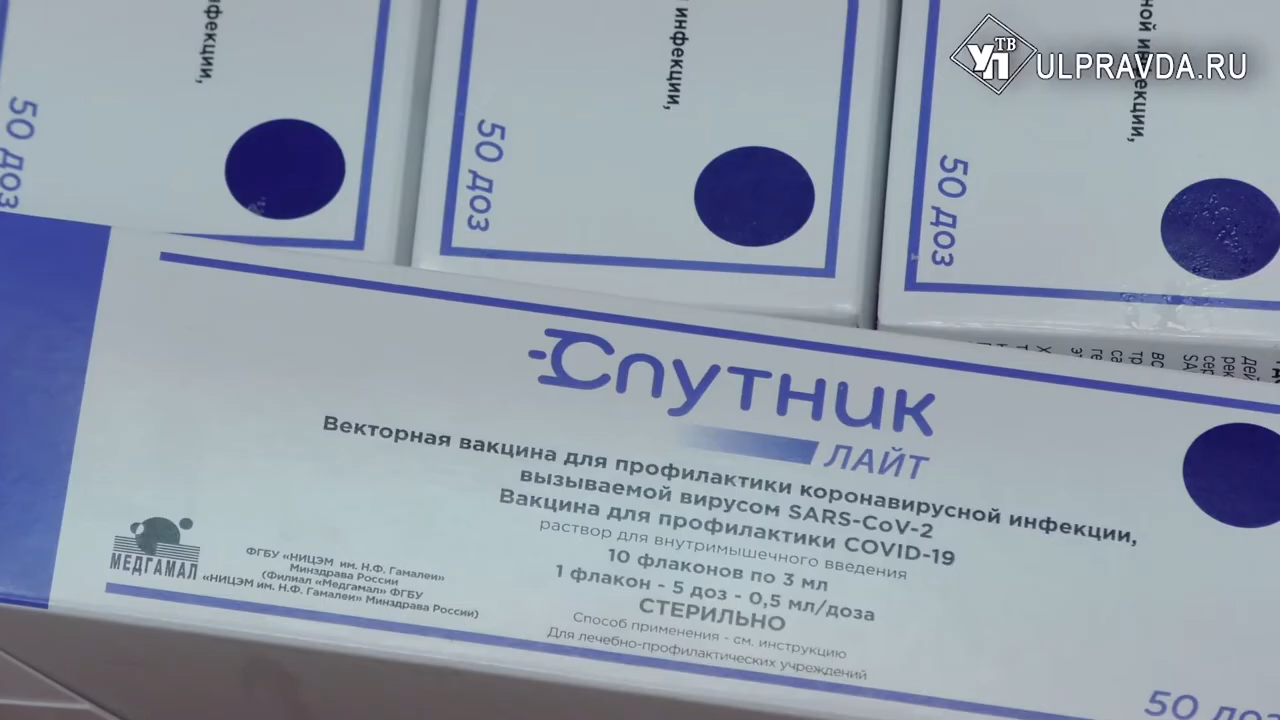 УП ТВ ULPRAVDA.RU
инфекции,
50 доз
инфекции,
50 доз
ной инфекции,
50 доз
Спутник
ЛАЙТ
Векторная вакцина для профилактики коронавирусной инфекции,
вызываемой вирусом SARS-CoV-2
Вакцина для профилактики COVID-19
раствор для внутримышечного введения
10 флаконов по 3 мл
1 флакон - 5 доз - 0,5 мл/доза
СТЕРИЛЬНО
Способ применения - см. инструкцию
Для лечебно-профилактических учреждений
МЕДГАМАЛ
ФГБУ «НИЦЭМ им. Н.Ф. Гамалеи»
Минздрава России
(Филиал «Медгамал» ФГБУ
«НИЦЭМ им. Н.Ф. Гамалеи» Минздрава России)
50 доз